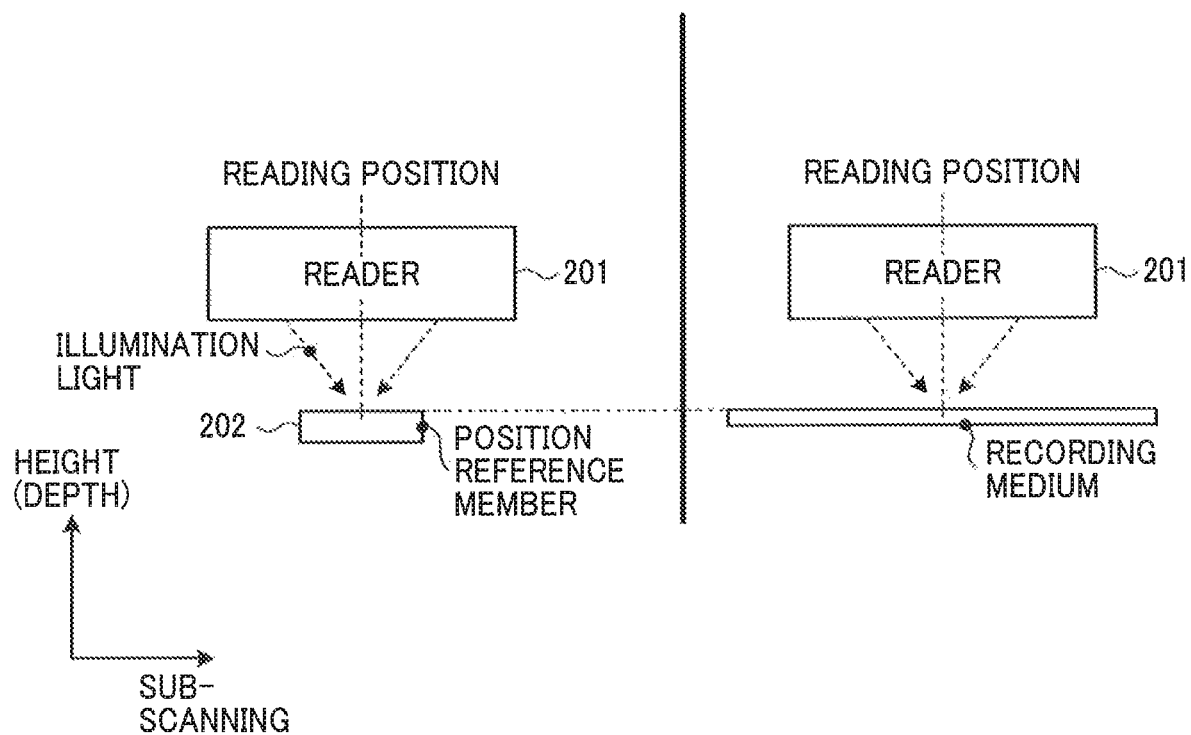 READING POSITION
READER
201
ILLUMINATION
LIGHT
202
POSITION
REFERENCE
MEMBER
HEIGHT
(DEPTH)
SUB-
SCANNING
READING POSITION
READER
201
RECORDING
MEDIUM